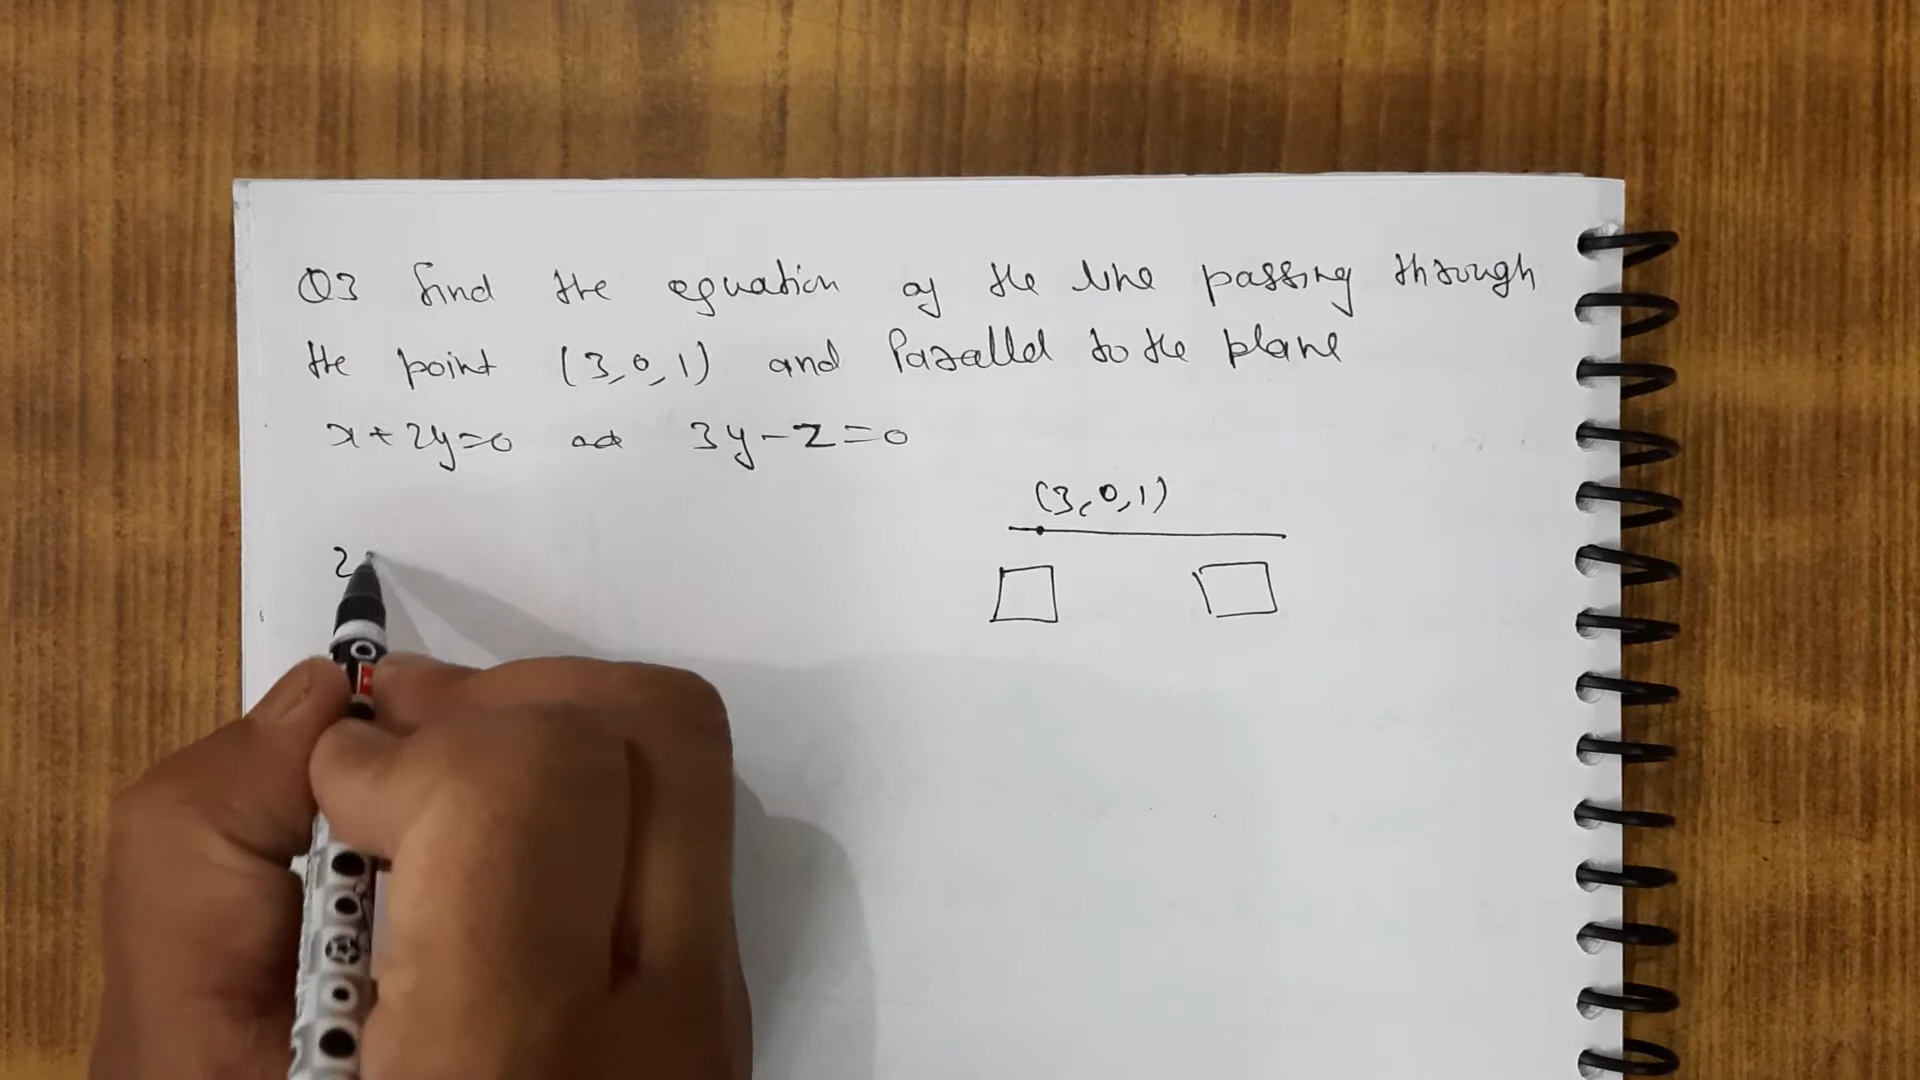 Q3 find the equation of the line passing through
the point (3,0,1) and Parallel to the plane
x+2y=0 and 3y-z=0
(3,0,1)
2